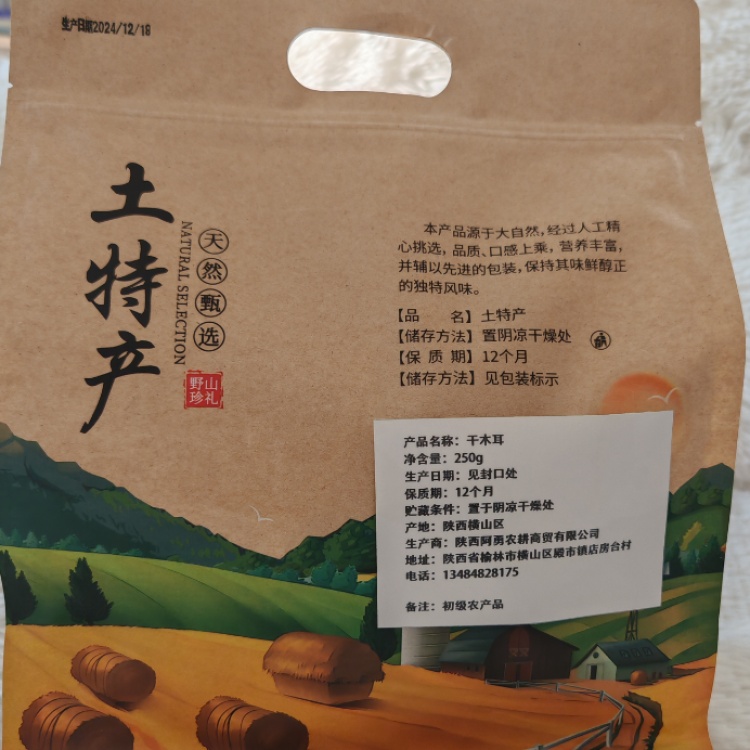 生产日期2024/12/18
土特产
NATURAL SELECTION
天然甄选
野山
珍礼
本产品源于大自然,经过人工精
心挑选,品质、口感上乘,营养丰富,
并辅以先进的包装,保持其味鲜醇正
的独特风味。
【品 名】土特产
【储存方法】置阴凉干燥处
【保 质 期】12个月
【储存方法】见包装标示
产品名称：干木耳
净含量：250g
生产日期：见封口处
保质期：12个月
贮藏条件：置于阴凉干燥处
产地：陕西横山区
生产商：陕西阿勇农耕商贸有限公司
地址：陕西省榆林市横山区殿市镇店房台村
电话：13484828175
备注：初级农产品